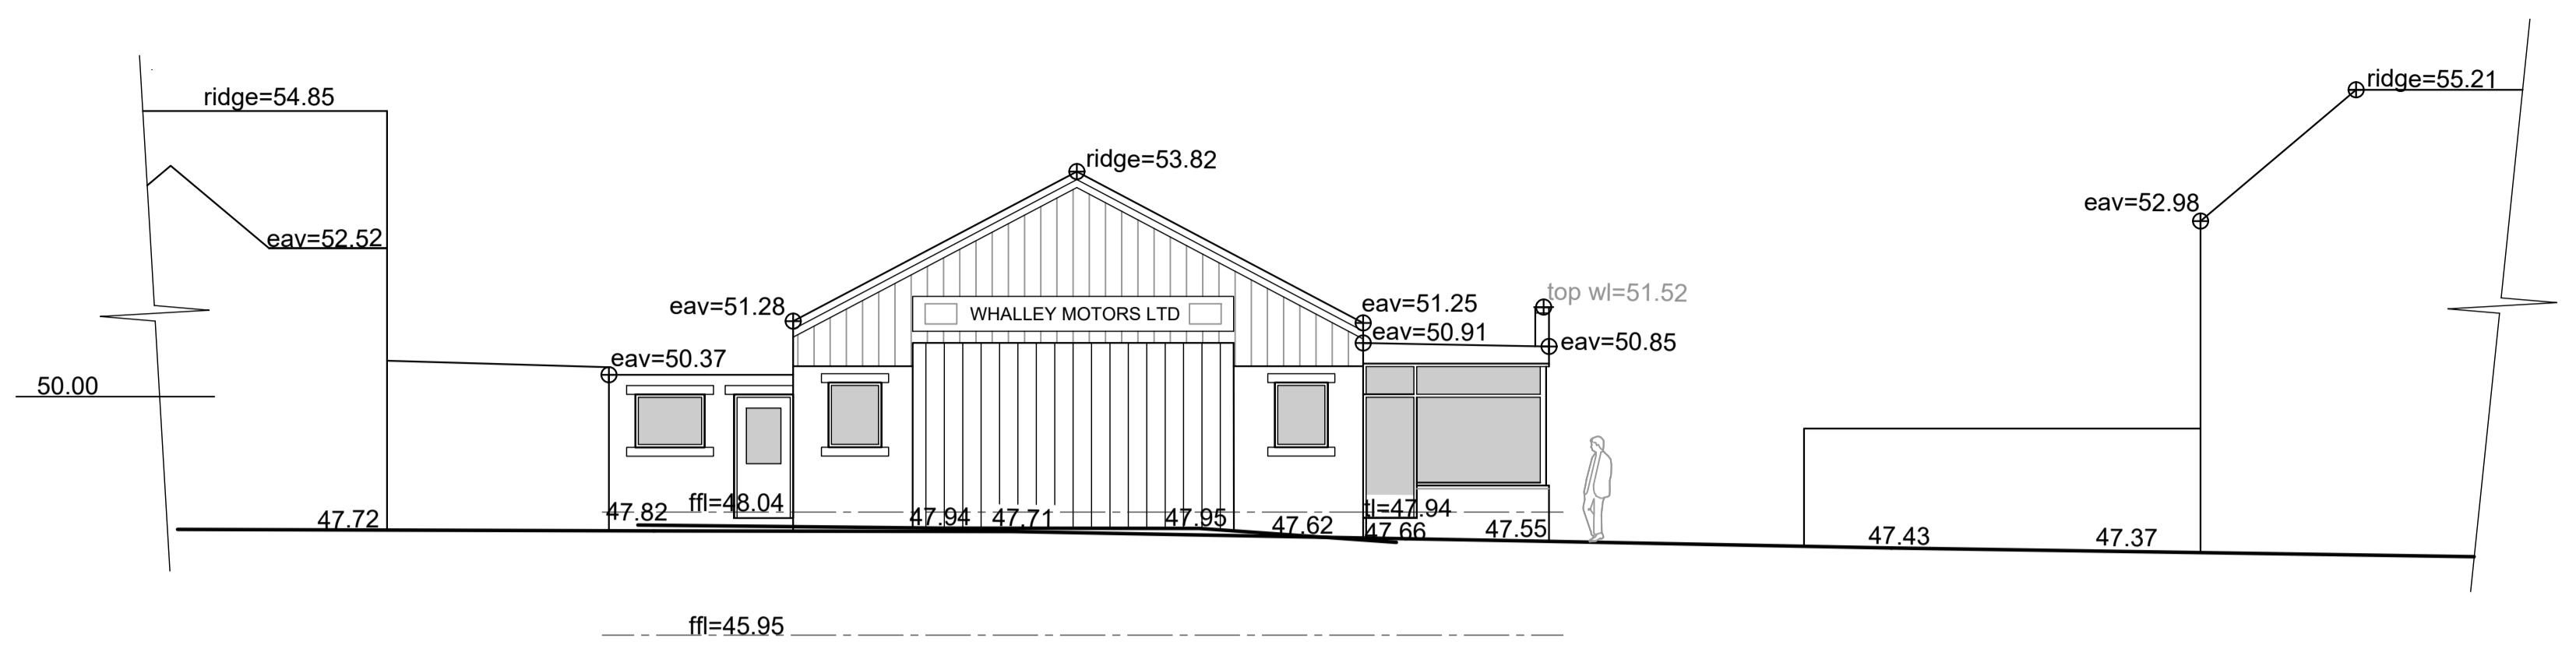 ridge=54.85
ridge=55.21
ridge=53.82
eav=52.98
eav=52.52
top wl=51.52
eav=51.28
eav=51.25
WHALLEY MOTORS LTD
eav=50.91
eav=50.85
eav=50.37
50.00
ffl=48.04
tl=47.94
47.72
47.82
47.94
47.71
47.95
47.62
47.66
47.55
47.43
47.37
ffl=45.95